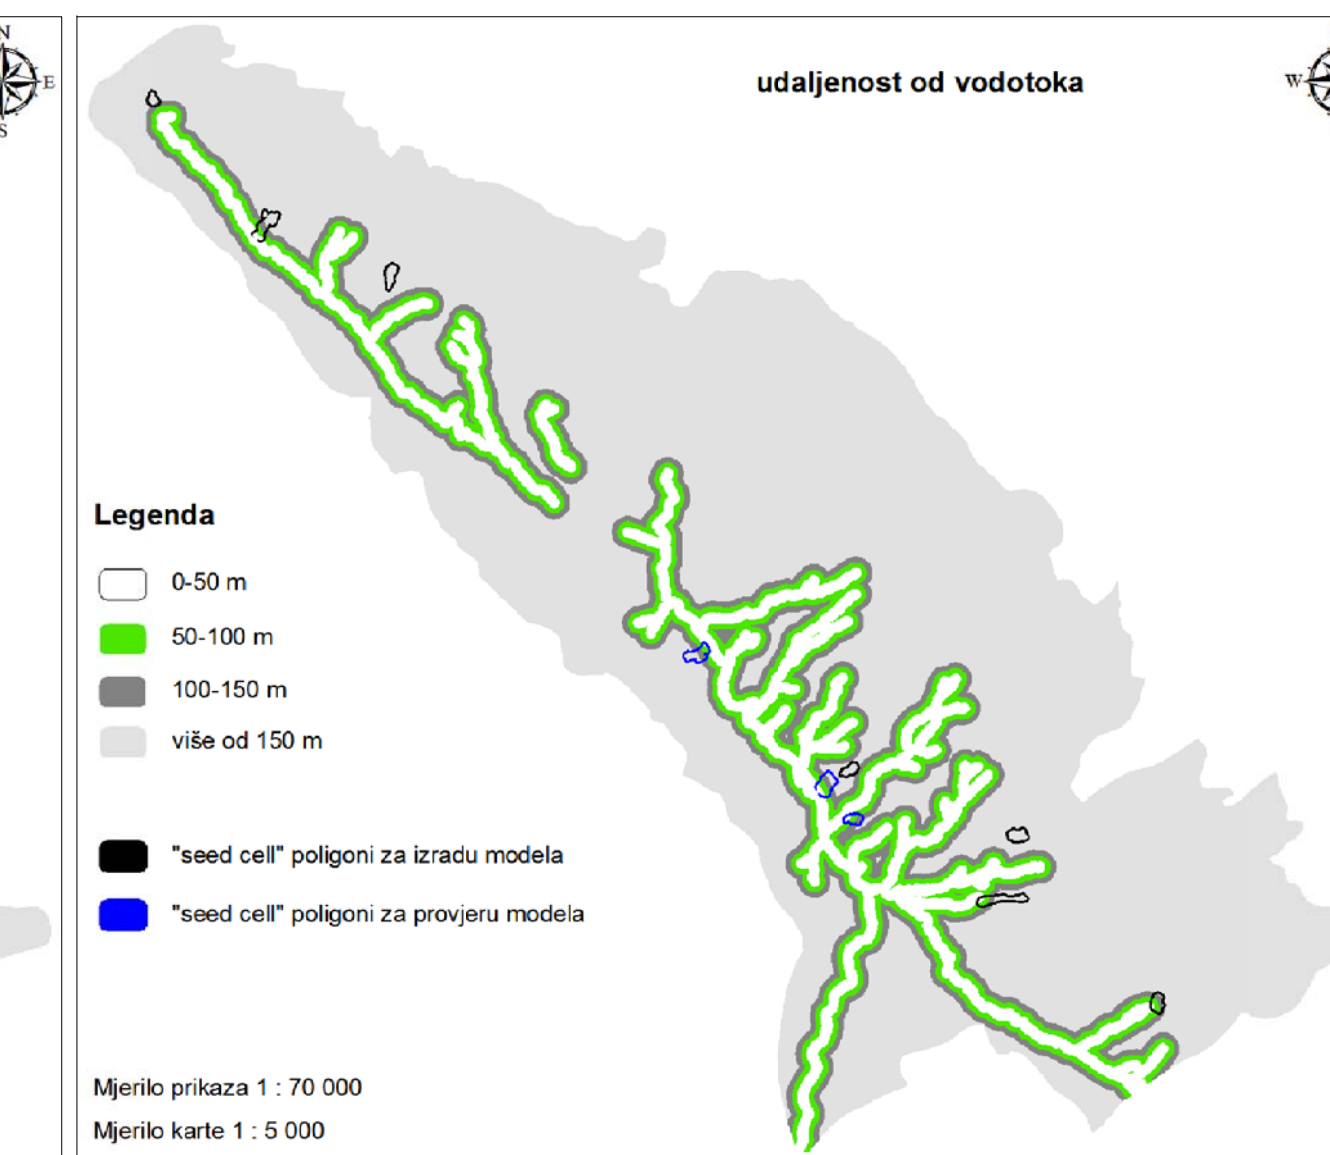 N
E
S
udaljenost od vodotoka
W
Legenda
0-50 m
50-100 m
100-150 m
više od 150 m
"seed cell" poligoni za izradu modela
"seed cell" poligoni za provjeru modela
Mjerilo prikaza 1 : 70 000
Mjerilo karte 1 : 5 000